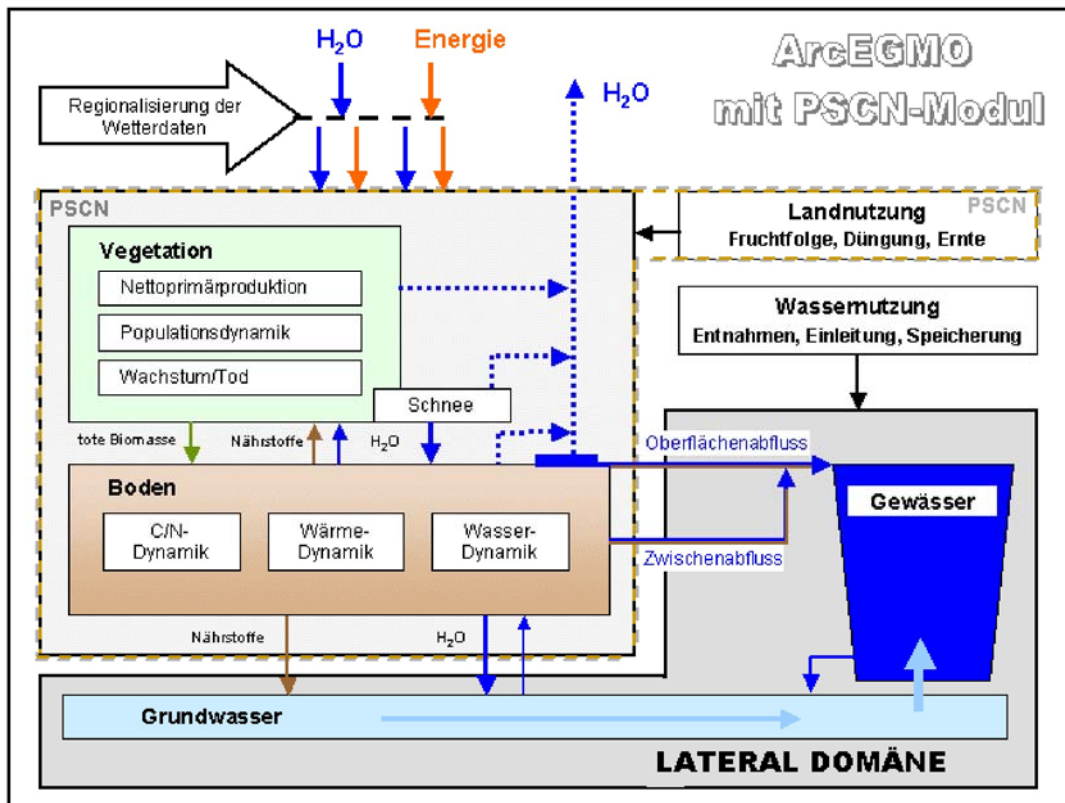 H₂O
Energie
ArcEGMO
mit PSCN-Modul
H₂O
Regionalisierung der
Wetterdaten
PSCN
PSCN
Landnutzung
Fruchtfolge, Düngung, Ernte
Vegetation
Nettoprimärproduktion
Populationsdynamik
Wachstum/Tod
Wassernutzung
Entnahmen, Einleitung, Speicherung
Schnee
tote Biomasse
Nährstoffe
H₂O
Oberflächenabfluss
Boden
C/N-
Dynamik
Wärme-
Dynamik
Wasser-
Dynamik
Gewässer
Zwischenabfluss
Nährstoffe
H₂O
Grundwasser
LATERAL DOMÄNE